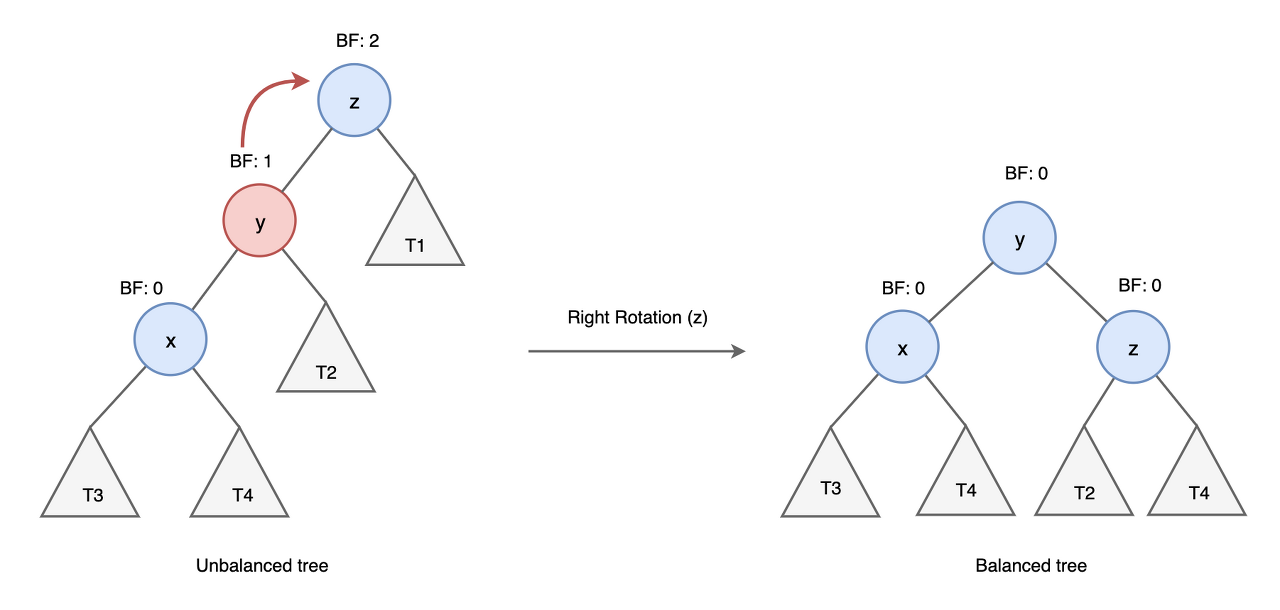 BF: 2
z
BF: 1
y
T1
BF: 0
x
T2
T3
T4
Unbalanced tree
Right Rotation (z)
BF: 0
y
BF: 0
BF: 0
x
z
T3
T4
T2
T4
Balanced tree